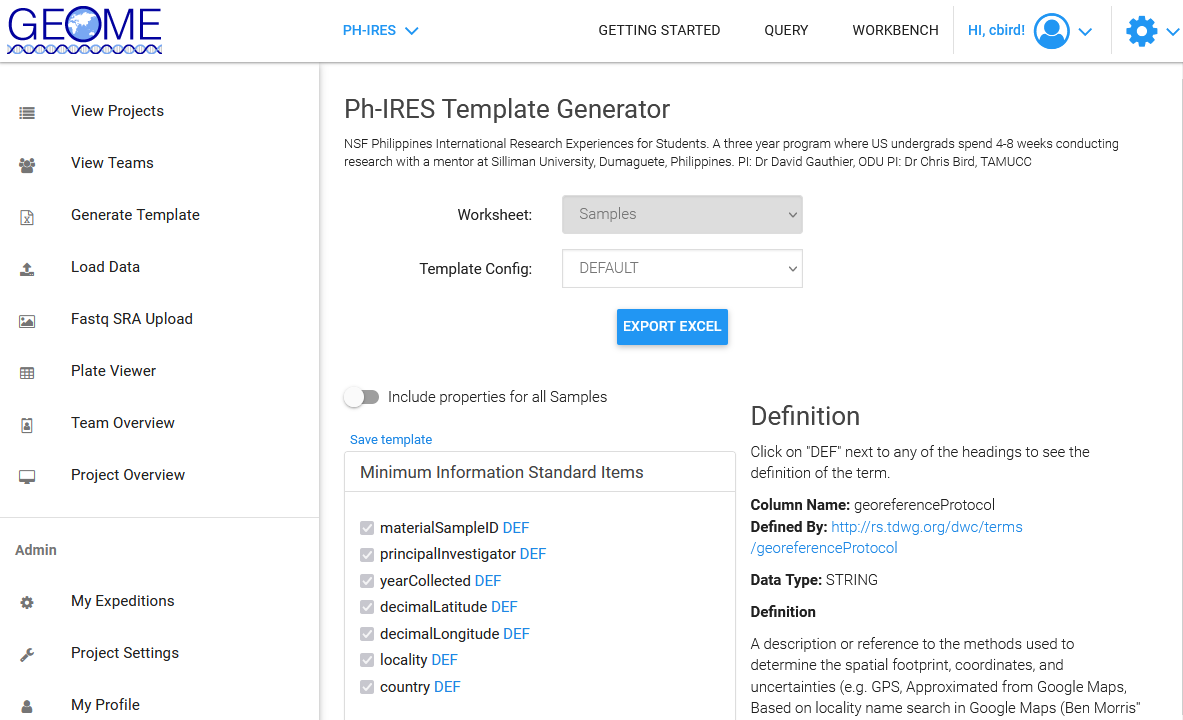 GEOME
PH-IRES
GETTING STARTED
QUERY
WORKBENCH
HI, cbird!
View Projects
View Teams
Generate Template
Load Data
Fastq SRA Upload
Plate Viewer
Team Overview
Project Overview
Admin
My Expeditions
Project Settings
My Profile
Ph-IRES Template Generator
NSF Philippines International Research Experiences for Students. A three year program where US undergrads spend 4-8 weeks conducting
research with a mentor at Silliman University, Dumaguete, Philippines. PI: Dr David Gauthier, ODU PI: Dr Chris Bird, TAMUCC
Worksheet:
Samples
Template Config:
DEFAULT
EXPORT EXCEL
Include properties for all Samples
Save template
Minimum Information Standard Items
materialSampleID DEF
principalInvestigator DEF
yearCollected DEF
decimalLatitude DEF
decimalLongitude DEF
locality DEF
country DEF
Definition
Click on "DEF" next to any of the headings to see the
definition of the term.
Column Name: georeferenceProtocol
Defined By: http://rs.tdwg.org/dwc/terms
/georeferenceProtocol
Data Type: STRING
Definition
A description or reference to the methods used to
determine the spatial footprint, coordinates, and
uncertainties (e.g. GPS, Approximated from Google Maps,
Based on locality name search in Google Maps (Ben Morris"